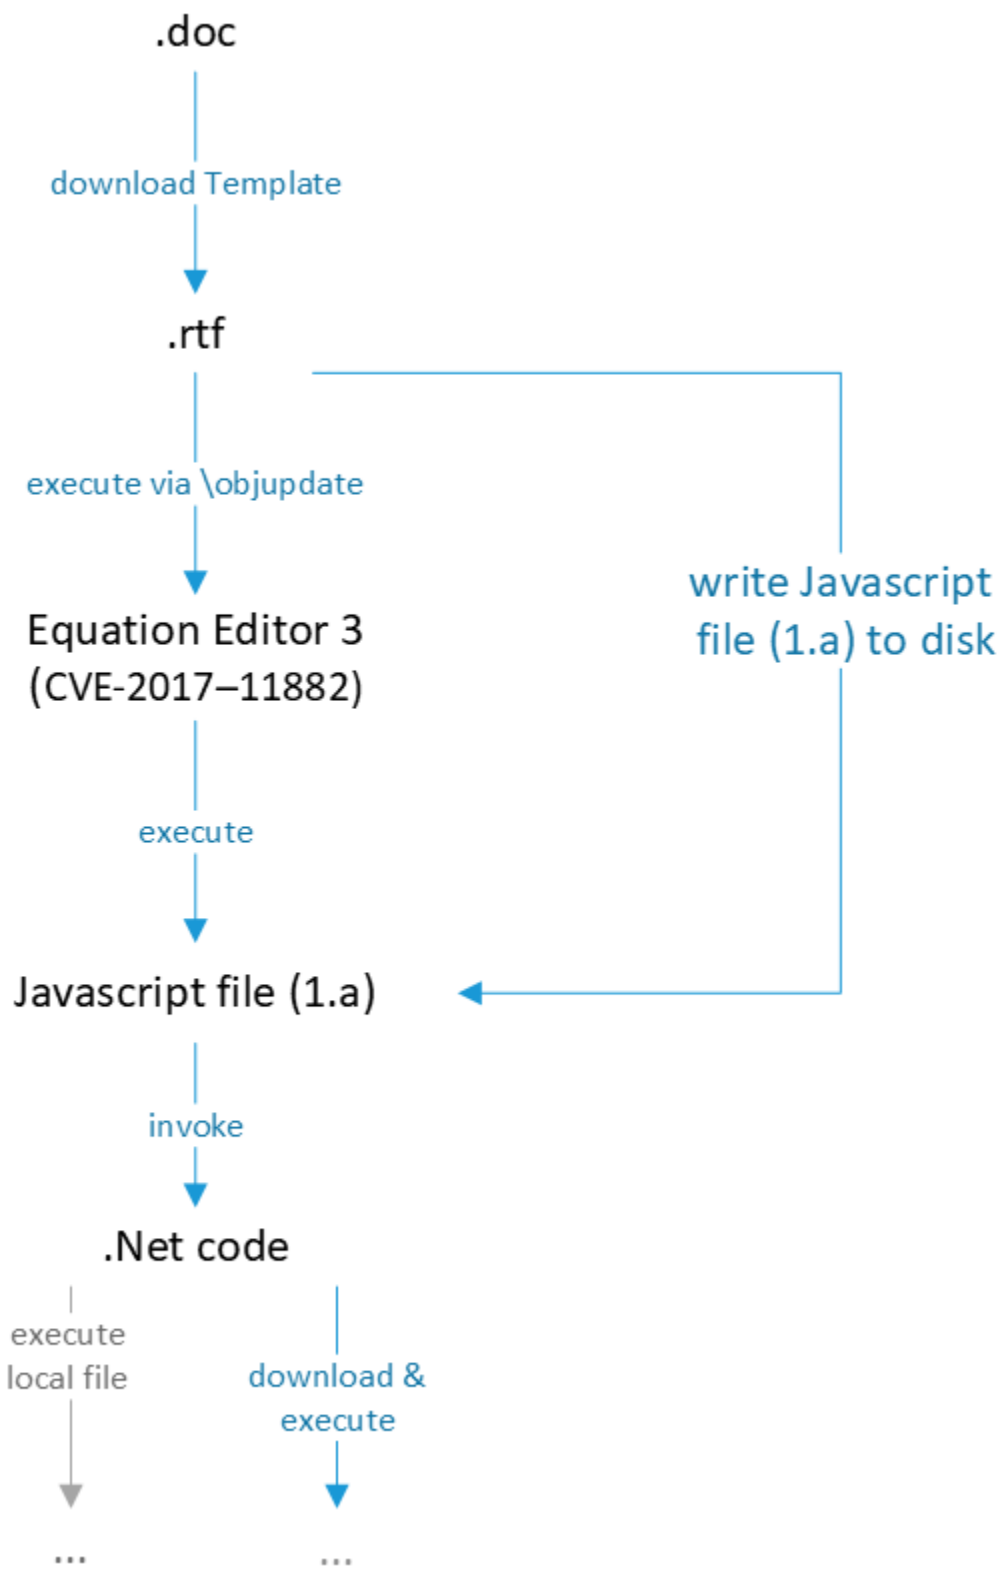 .doc
download Template
.rtf
execute via \objupdate
Equation Editor 3
(CVE-2017–11882)
write Javascript
file (1.a) to disk
execute
Javascript file (1.a)
invoke
.Net code
execute
local file
download &
execute
...
...